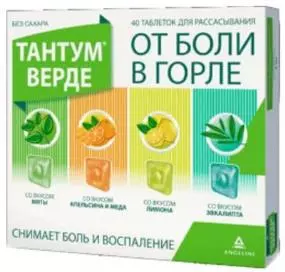 БЕЗ САХАРА
40 ТАБЛЕТОК ДЛЯ РАССАСЫВАНИЯ
ТАНТУМ®
ВЕРДЕ
ОТ БОЛИ
В ГОРЛЕ
СО ВКУСОМ
МЯТЫ
СО ВКУСОМ
АПЕЛЬСИНА И МЕДА
СО ВКУСОМ
ЛИМОНА
СО ВКУСОМ
ЭВКАЛИПТА
СНИМАЕТ БОЛЬ И ВОСПАЛЕНИЕ
ANGELINI